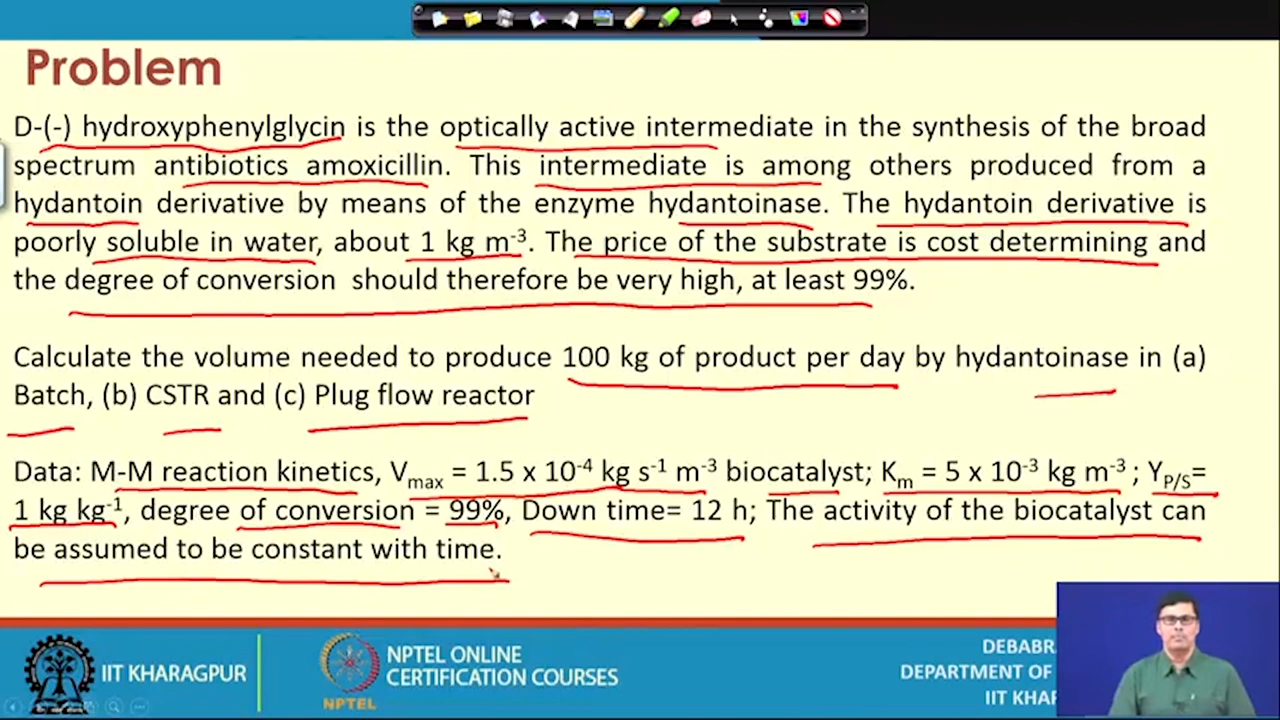 Problem
D-(-) hydroxyphenylglycin is the optically active intermediate in the synthesis of the broad
spectrum antibiotics amoxicillin. This intermediate is among others produced from a
hydantoin derivative by means of the enzyme hydantoinase. The hydantoin derivative is
poorly soluble in water, about 1 kg m⁻³. The price of the substrate is cost determining and
the degree of conversion should therefore be very high, at least 99%.
Calculate the volume needed to produce 100 kg of product per day by hydantoinase in (a)
Batch, (b) CSTR and (c) Plug flow reactor
Data: M-M reaction kinetics, Vmax = 1.5 x 10⁻⁴ kg s⁻¹ m⁻³ biocatalyst; Km = 5 x 10⁻³ kg m⁻³ ; YP/S=
1 kg kg⁻¹, degree of conversion = 99%, Down time= 12 h; The activity of the biocatalyst can
be assumed to be constant with time.
IIT KHARAGPUR
NPTEL
NPTEL ONLINE
CERTIFICATION COURSES
DEBABR
DEPARTMENT OF
IIT KHAR